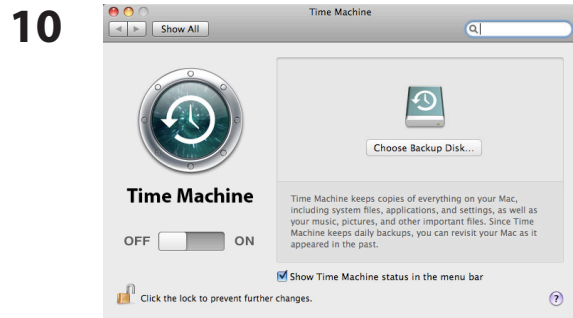 10
Time Machine
Show All
Choose Backup Disk...
Time Machine
Time Machine keeps copies of everything on your Mac,
including system files, applications, and settings, as well as
your music, pictures, and other important files. Since Time
Machine keeps daily backups, you can revisit your Mac as it
appeared in the past.
OFF ON
Show Time Machine status in the menu bar
Click the lock to prevent further changes.
?